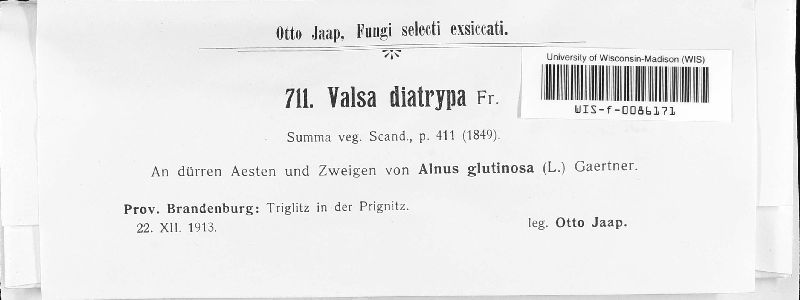 Otto Jaap, Fungi selecti exsiccati.
University of Wisconsin-Madison (WIS)
WIS-f-0086171
711. Valsa diatrypa Fr.
Summa veg. Scand., p. 411 (1849).
An dürren Aesten und Zweigen von Alnus glutinosa (L.) Gaertner.
Prov. Brandenburg: Triglitz in der Prignitz.
22. XII. 1913.
leg. Otto Jaap.